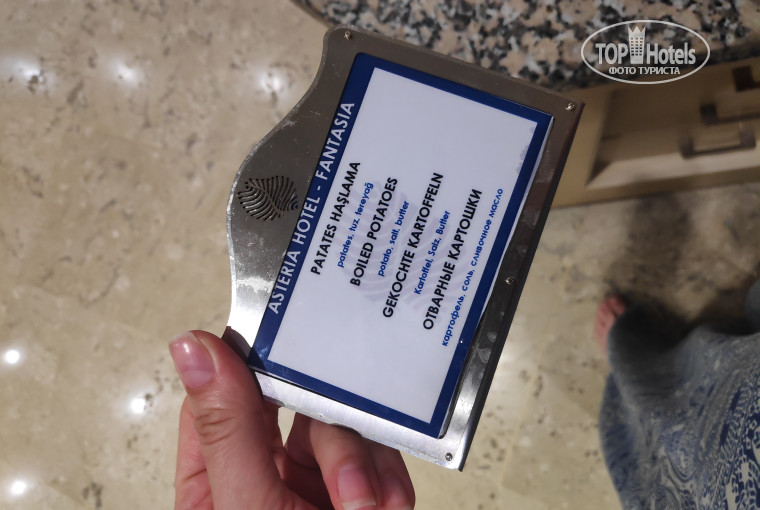 ASTERIA HOTEL - FANTASIA
PATATES HAŞLAMA
patates, tuz, tereyağ
BOILED POTATOES
potato, salt, butter
GEKOCHTE KARTOFFELN
Kartoffel, Salz, Butter
ОТВАРНЫЕ КАРТОШКИ
картофель, соль, сливочное масло
TOP Hotels
ФОТО ТУРИСТА